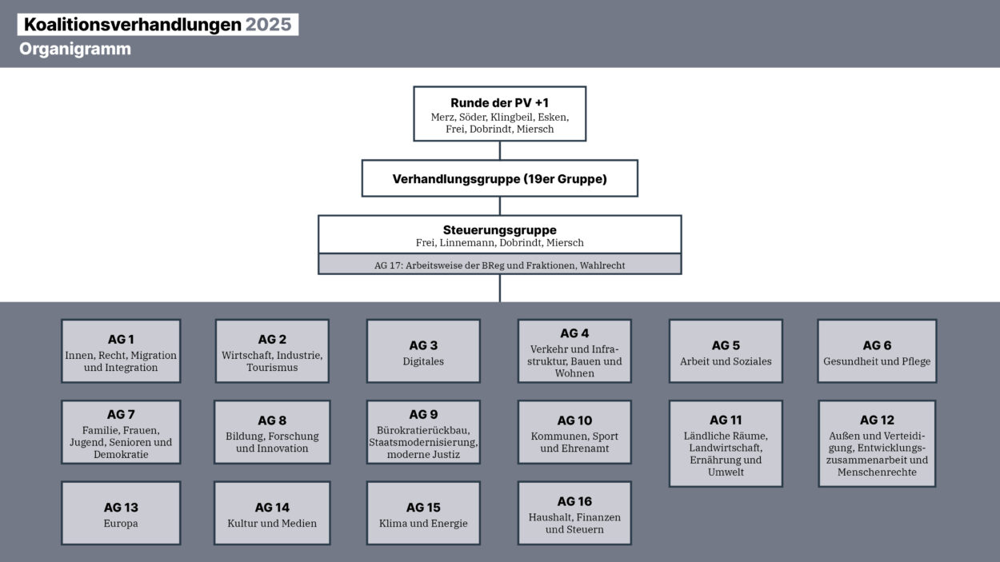 Koalitionsverhandlungen 2025
Organigramm
Runde der PV +1
Merz, Söder, Klingbeil, Esken,
Frei, Dobrindt, Miersch
Verhandlungsgruppe (19er Gruppe)
Steuerungsgruppe
Frei, Linnemann, Dobrindt, Miersch
AG 17: Arbeitsweise der BReg und Fraktionen, Wahlrecht
AG 1
Innen, Recht, Migration
und Integration
AG 2
Wirtschaft, Industrie,
Tourismus
AG 3
Digitales
AG 4
Verkehr und Infra-
struktur, Bauen und
Wohnen
AG 5
Arbeit und Soziales
AG 6
Gesundheit und Pflege
AG 7
Familie, Frauen,
Jugend, Senioren und
Demokratie
AG 8
Bildung, Forschung
und Innovation
AG 9
Bürokratierückbau,
Staatsmodernisierung,
moderne Justiz
AG 10
Kommunen, Sport
und Ehrenamt
AG 11
Ländliche Räume,
Landwirtschaft,
Ernährung und
Umwelt
AG 12
Außen und Verteidi-
gung, Entwicklungs-
zusammenarbeit und
Menschenrechte
AG 13
Europa
AG 14
Kultur und Medien
AG 15
Klima und Energie
AG 16
Haushalt, Finanzen
und Steuern